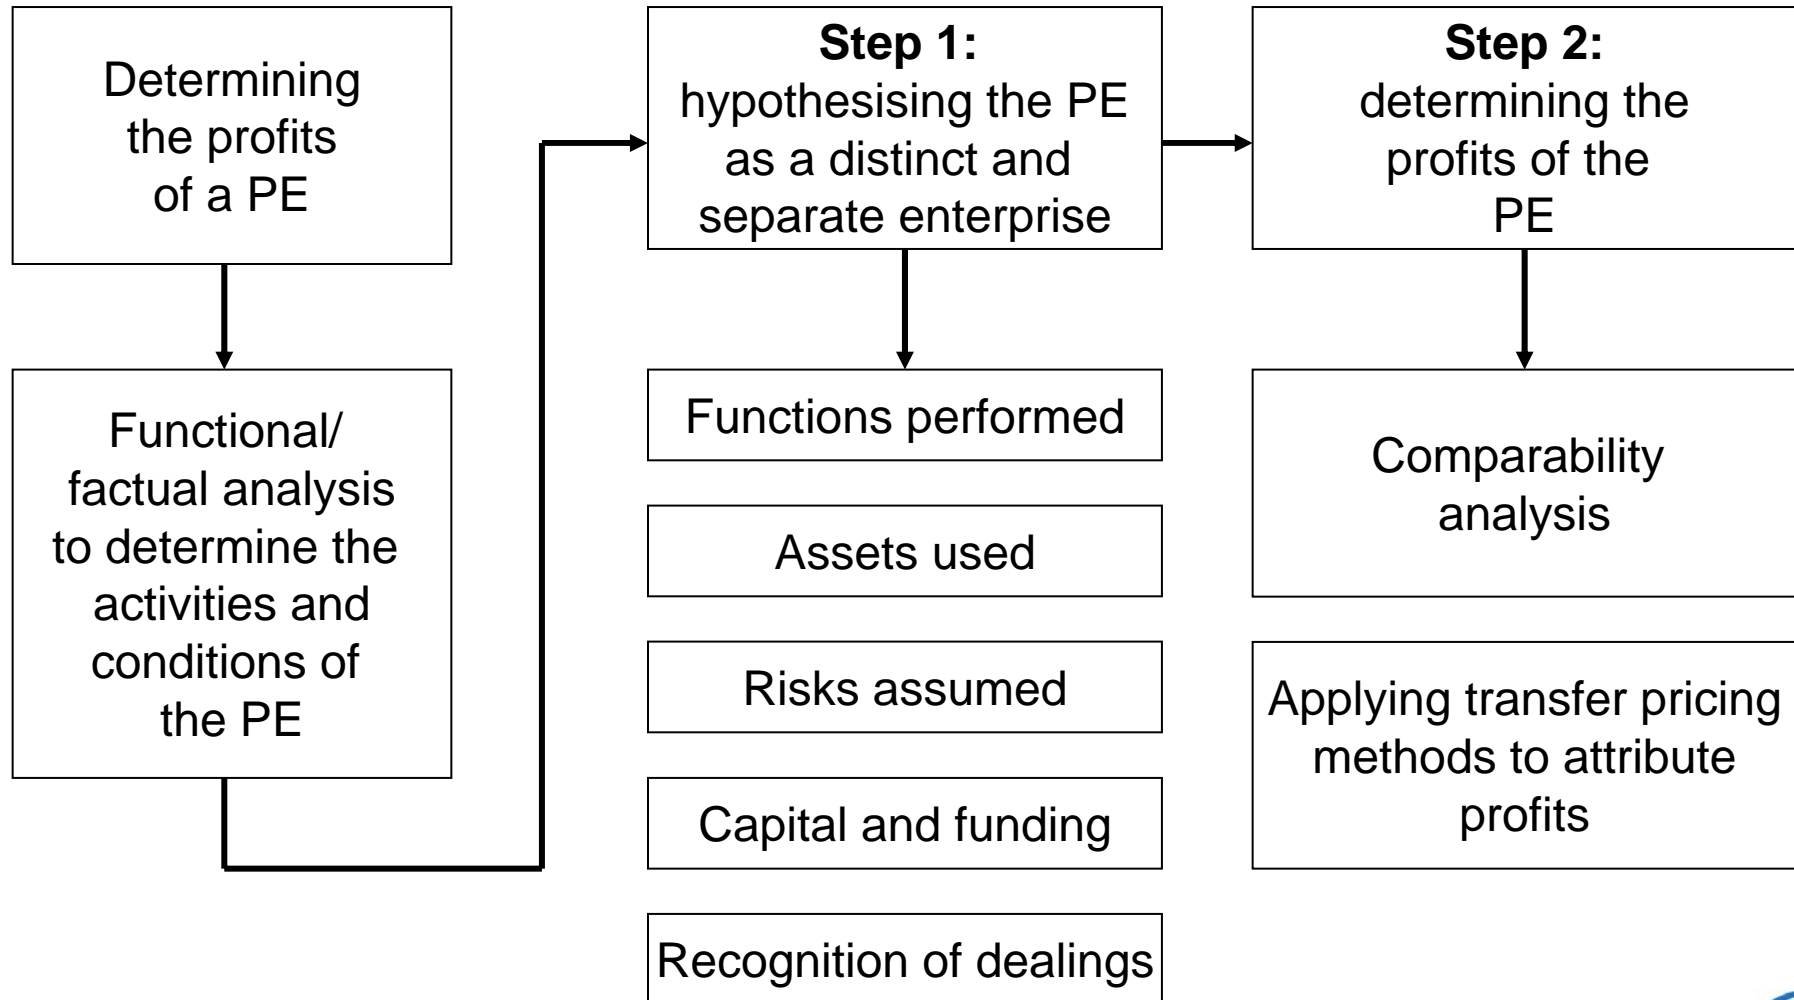 Determining
the profits
of a PE
Functional/
factual analysis
to determine the
activities and
conditions of
the PE
Step 1:
hypothesising the PE
as a distinct and
separate enterprise
Functions performed
Assets used
Risks assumed
Capital and funding
Recognition of dealings
Step 2:
determining the
profits of the
PE
Comparability
analysis
Applying transfer pricing
methods to attribute
profits